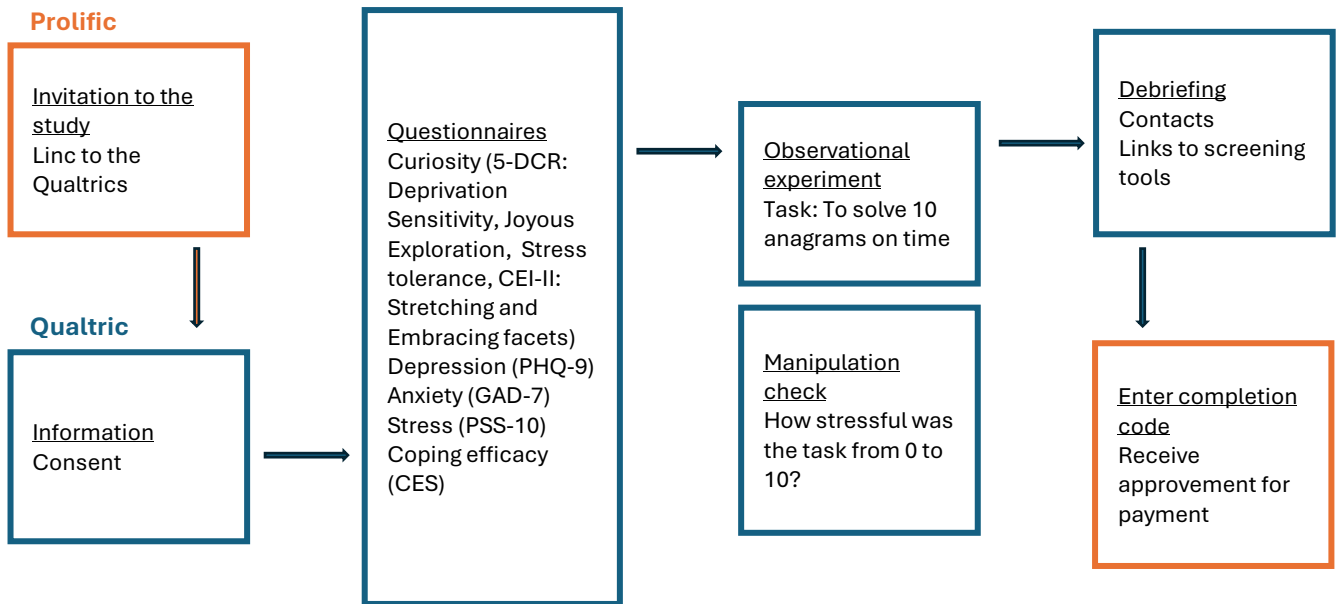 Prolific
Invitation to the
study
Linc to the
Qualtrics
Qualtric
Information
Consent
Questionnaires
Curiosity (5-DCR:
Deprivation
Sensitivity, Joyous
Exploration, Stress
tolerance, CEI-II:
Stretching and
Embracing facets)
Depression (PHQ-9)
Anxiety (GAD-7)
Stress (PSS-10)
Coping efficacy
(CES)
Observational
experiment
Task: To solve 10
anagrams on time
Manipulation
check
How stressful was
the task from 0 to
10?
Debriefing
Contacts
Links to screening
tools
Enter completion
code
Receive
approvement for
payment